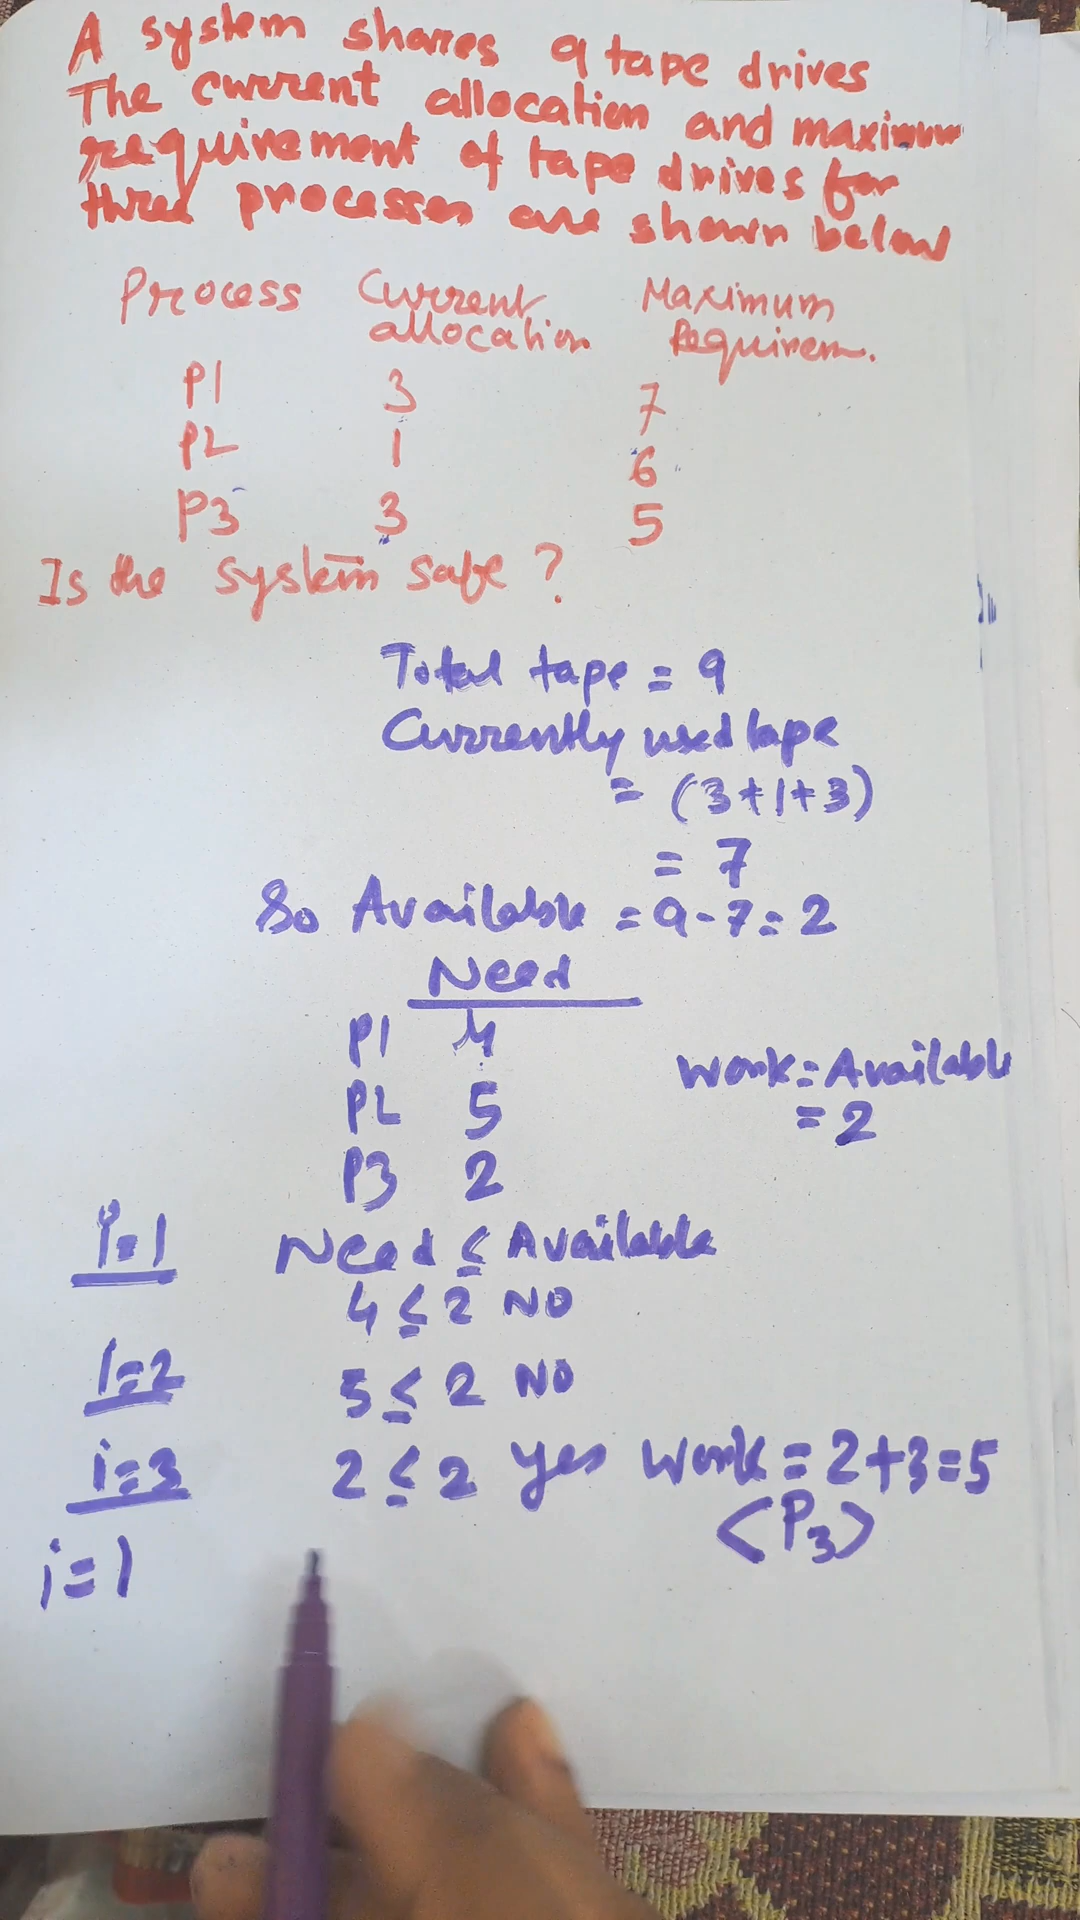 A system shares 9 tape drives
The current allocation and maximum
requirement of tape drives for
three processes are shown below
Process Current allocation Maximum Requirem.
P1 3 7
P2 1 6
P3 3 5
Is the system safe ?
Total tape = 9
Currently used tape
= (3+1+3)
= 7
So Available = 9-7=2
Need
P1 4
P2 5
P3 2
Work = Available
= 2
i=1 Need ≤ Available
4 ≤ 2 NO
i=2 5 ≤ 2 NO
i=3 2 ≤ 2 yes Work = 2+3=5
<P3>
i=1